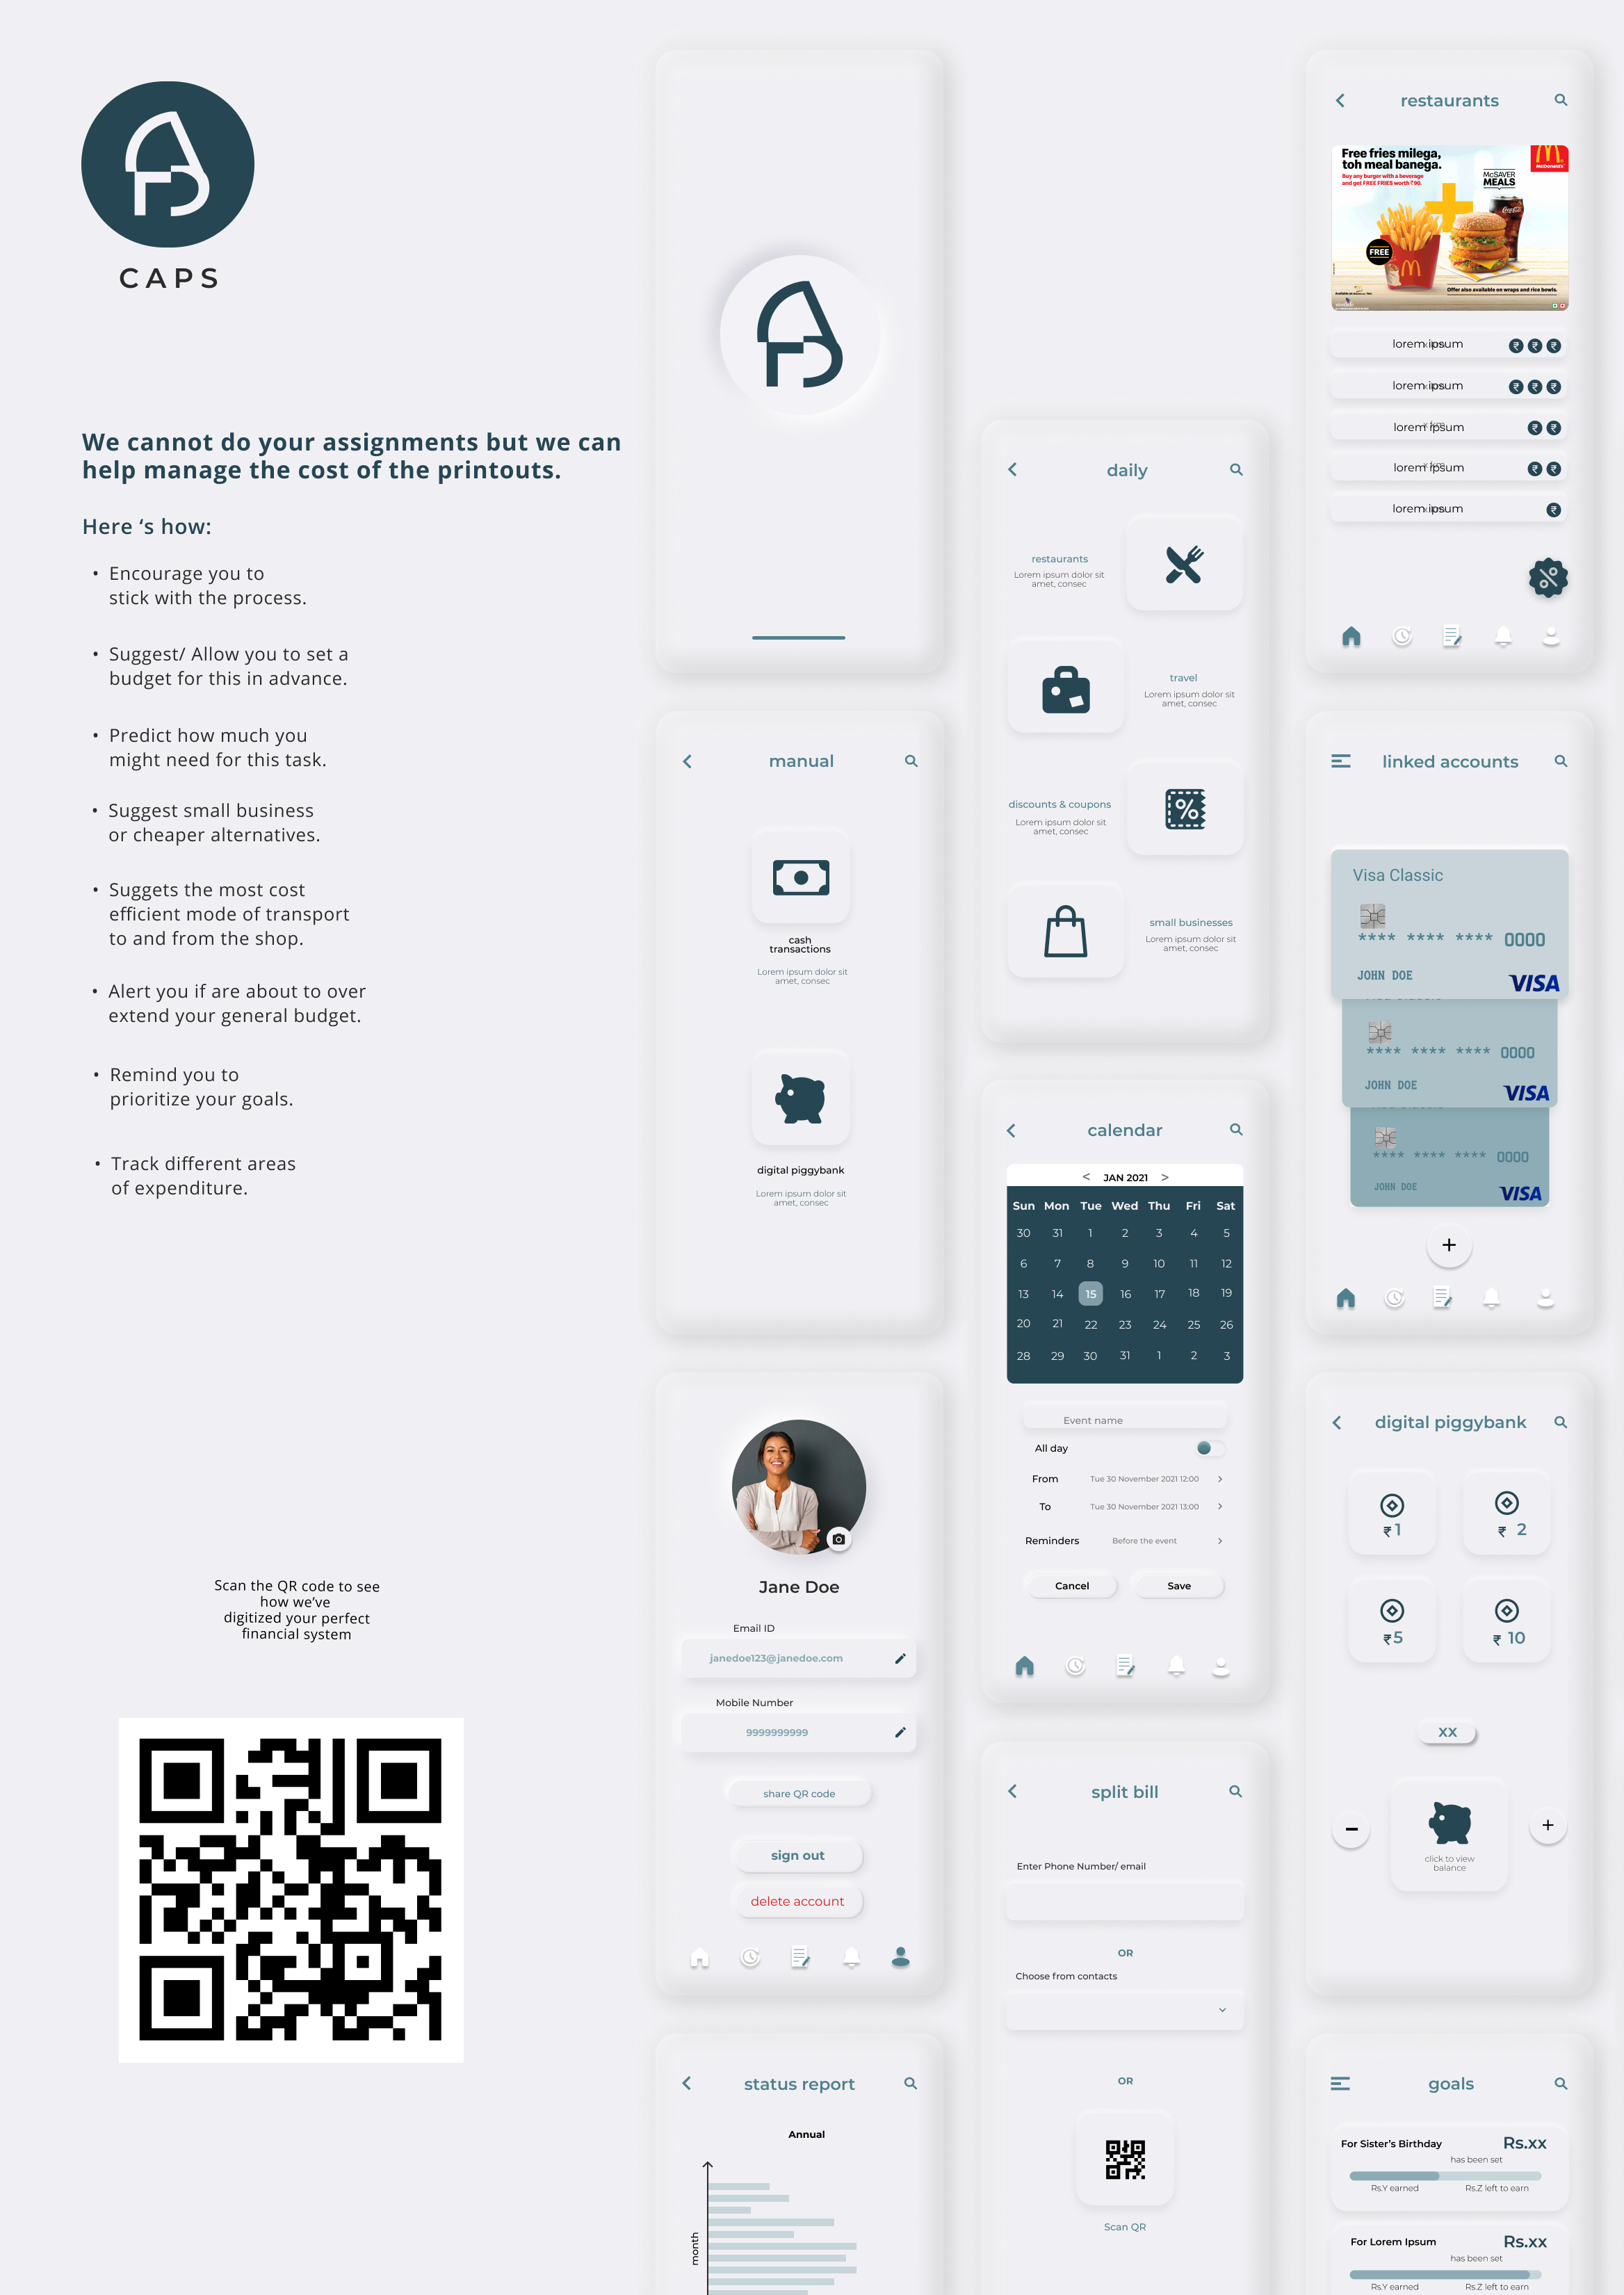 CAPS
We cannot do your assignments but we can
help manage the cost of the printouts.
Here ‘s how:
• Encourage you to
stick with the process.
• Suggest/ Allow you to set a
budget for this in advance.
• Predict how much you
might need for this task.
• Suggest small business
or cheaper alternatives.
• Suggets the most cost
efficient mode of transport
to and from the shop.
• Alert you if are about to over
extend your general budget.
• Remind you to
prioritize your goals.
• Track different areas
of expenditure.
Scan the QR code to see
how we’ve
digitized your perfect
financial system
manual
cash
transactions
Lorem ipsum dolor sit
amet, consec
digital piggybank
Lorem ipsum dolor sit
amet, consec
Jane Doe
Email ID
janedoe123@janedoe.com
Mobile Number
9999999999
share QR code
sign out
delete account
status report
Annual
month
daily
restaurants
Lorem ipsum dolor sit
amet, consec
travel
Lorem ipsum dolor sit
amet, consec
discounts & coupons
Lorem ipsum dolor sit
amet, consec
small businesses
Lorem ipsum dolor sit
amet, consec
calendar
< JAN 2021 >
Sun Mon Tue Wed Thu Fri Sat
30 31 1 2 3 4 5
6 7 8 9 10 11 12
13 14 15 16 17 18 19
20 21 22 23 24 25 26
28 29 30 31 1 2 3
Event name
All day
From Tue 30 November 2021 12:00
To Tue 30 November 2021 13:00
Reminders Before the event
Cancel Save
split bill
Enter Phone Number/ email
OR
Choose from contacts
OR
Scan QR
restaurants
Free fries milega,
toh meal banega.
Buy any burger with a beverage
and get FREE FRIES worth ₹90.
McDonald's
McSAVER
MEALS
Coca-Cola
FREE
Offer also available on wraps and rice bowls.
lorem ipsum ₹ ₹ ₹
lorem ipsum ₹ ₹ ₹
lorem ipsum ₹ ₹
lorem ipsum ₹ ₹
lorem ipsum ₹
linked accounts
Visa Classic
**** **** **** 0000
JOHN DOE
VISA
**** **** **** 0000
JOHN DOE
VISA
**** **** **** 0000
JOHN DOE
VISA
+
digital piggybank
₹ 1
₹ 2
₹ 5
₹ 10
XX
click to view
balance
goals
For Sister’s Birthday Rs.xx
has been set
Rs.Y earned Rs.Z left to earn
For Lorem Ipsum Rs.xx
has been set
Rs.Y earned Rs.Z left to earn